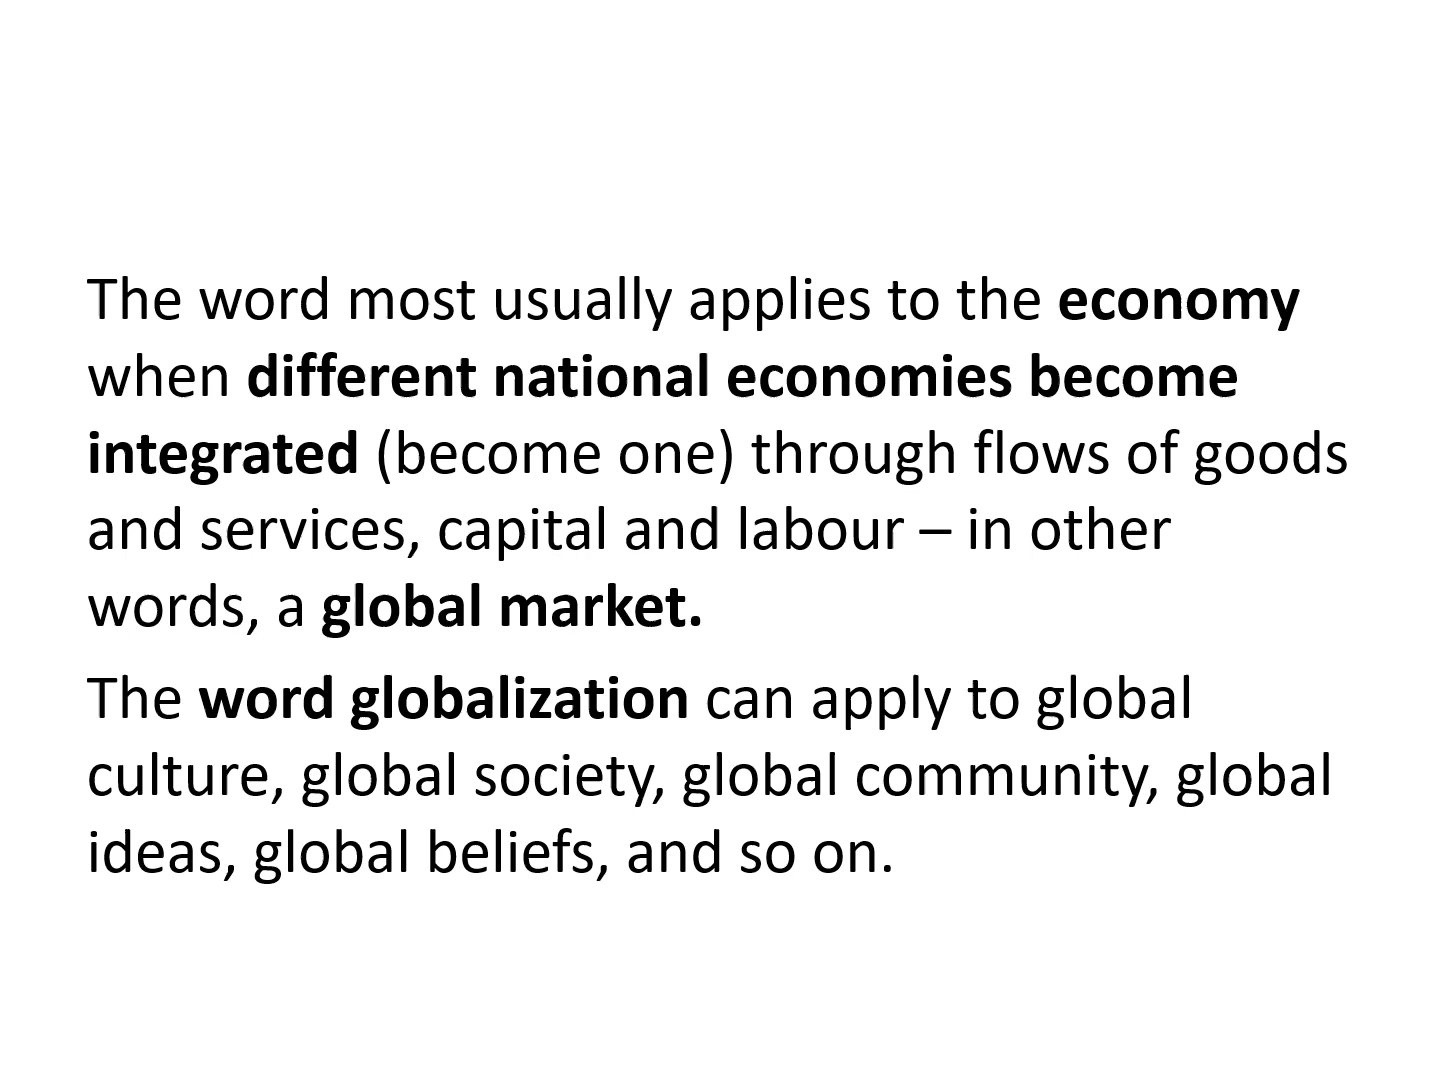 The word most usually applies to the economy
when different national economies become
integrated (become one) through flows of goods
and services, capital and labour – in other
words, a global market.
The word globalization can apply to global
culture, global society, global community, global
ideas, global beliefs, and so on.